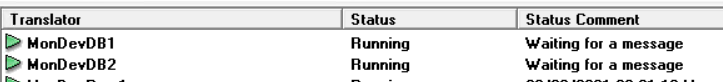 Translator Status Status Comment
MonDevDB1 Running Waiting for a message
MonDevDB2 Running Waiting for a message